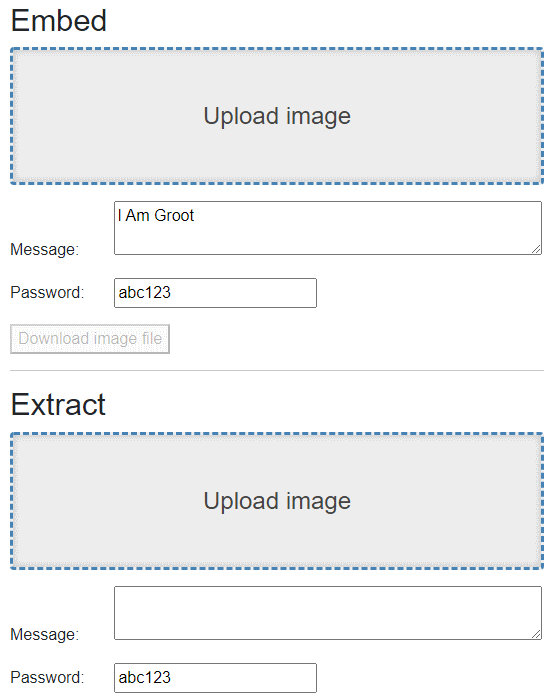 Embed
Upload image
I Am Groot
Message:
Password: abc123
Download image file
Extract
Upload image
Message:
Password: abc123